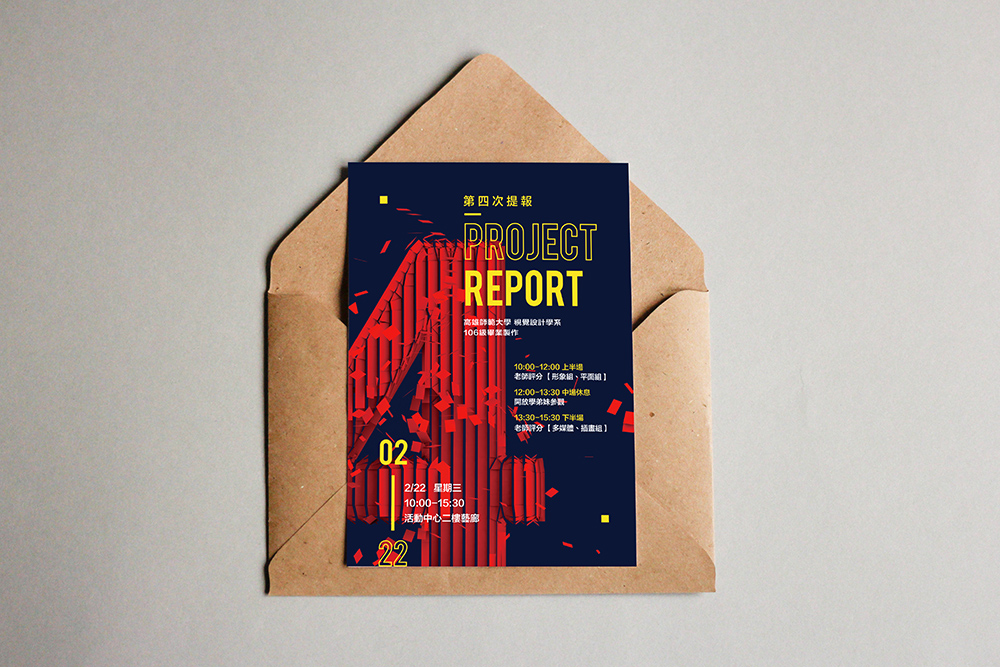 第四次提報
PROJECT
REPORT
高雄師範大學 視覺設計學系
106級畢業製作
10:00-12:00 上半場
老師評分【形象組、平面組】
12:00-13:30 中場休息
開放學弟妹參觀
13:30-15:30 下半場
老師評分【多媒體、插畫組】
02
2/22 星期三
10:00-15:30
活動中心二樓藝廊
22